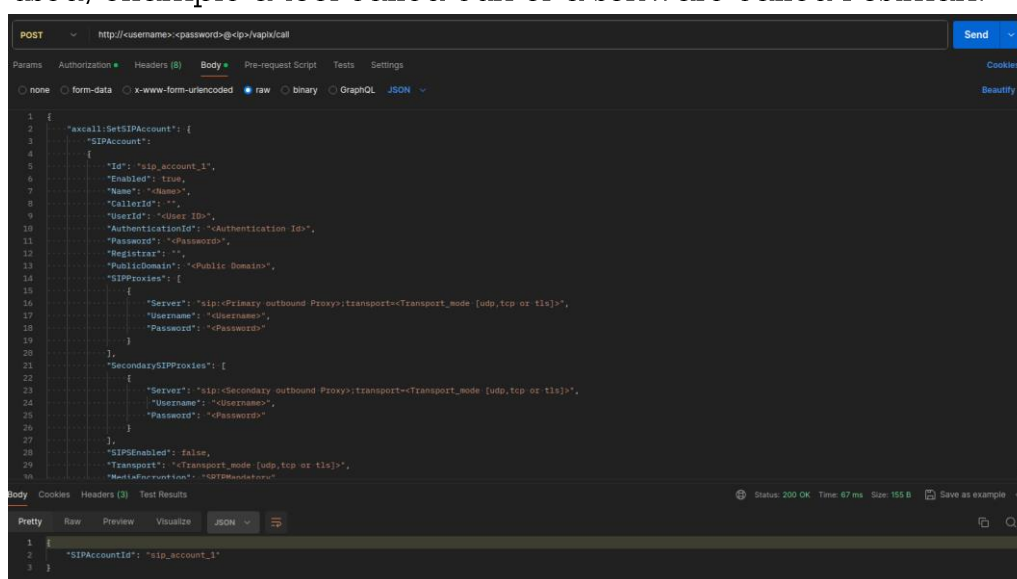 POST http://<username>:<password>@<ip>/vapix/call Send
Params Authorization Headers (8) Body Pre-request Script Tests Settings Cookies
none form-data x-www-form-urlencoded raw binary GraphQL JSON Beautify
1 {
2 "axcall:SetSIPAccount": {
3 "SIPAccount":
4 {
5 "Id": "sip_account_1",
6 "Enabled": true,
7 "Name": "<Name>",
8 "CallerId": "",
9 "UserId": "<User ID>",
10 "AuthenticationId": "<Authentication Id>",
11 "Password": "<Password>",
12 "Registrar": "",
13 "PublicDomain": "<Public Domain>",
14 "SIPProxies": [
15 {
16 "Server": "sip:<Primary outbound Proxy>;transport=<Transport_mode [udp,tcp or tls]>",
17 "Username": "<Username>",
18 "Password": "<Password>"
19 }
20 ],
21 "SecondarySIPProxies": [
22 {
23 "Server": "sip:<Secondary outbound Proxy>;transport=<Transport_mode [udp,tcp or tls]>",
24 "Username": "<Username>",
25 "Password": "<Password>"
26 }
27 ],
28 "SIPSEnabled": false,
29 "Transport": "<Transport_mode [udp,tcp or tls]>",
30 "MediaEncryption": "SRTPMandatory"
Body Cookies Headers (3) Test Results Status: 200 OK Time: 67 ms Size: 155 B Save as example
Pretty Raw Preview Visualize JSON
1 {
2 "SIPAccountId": "sip_account_1"
3 }